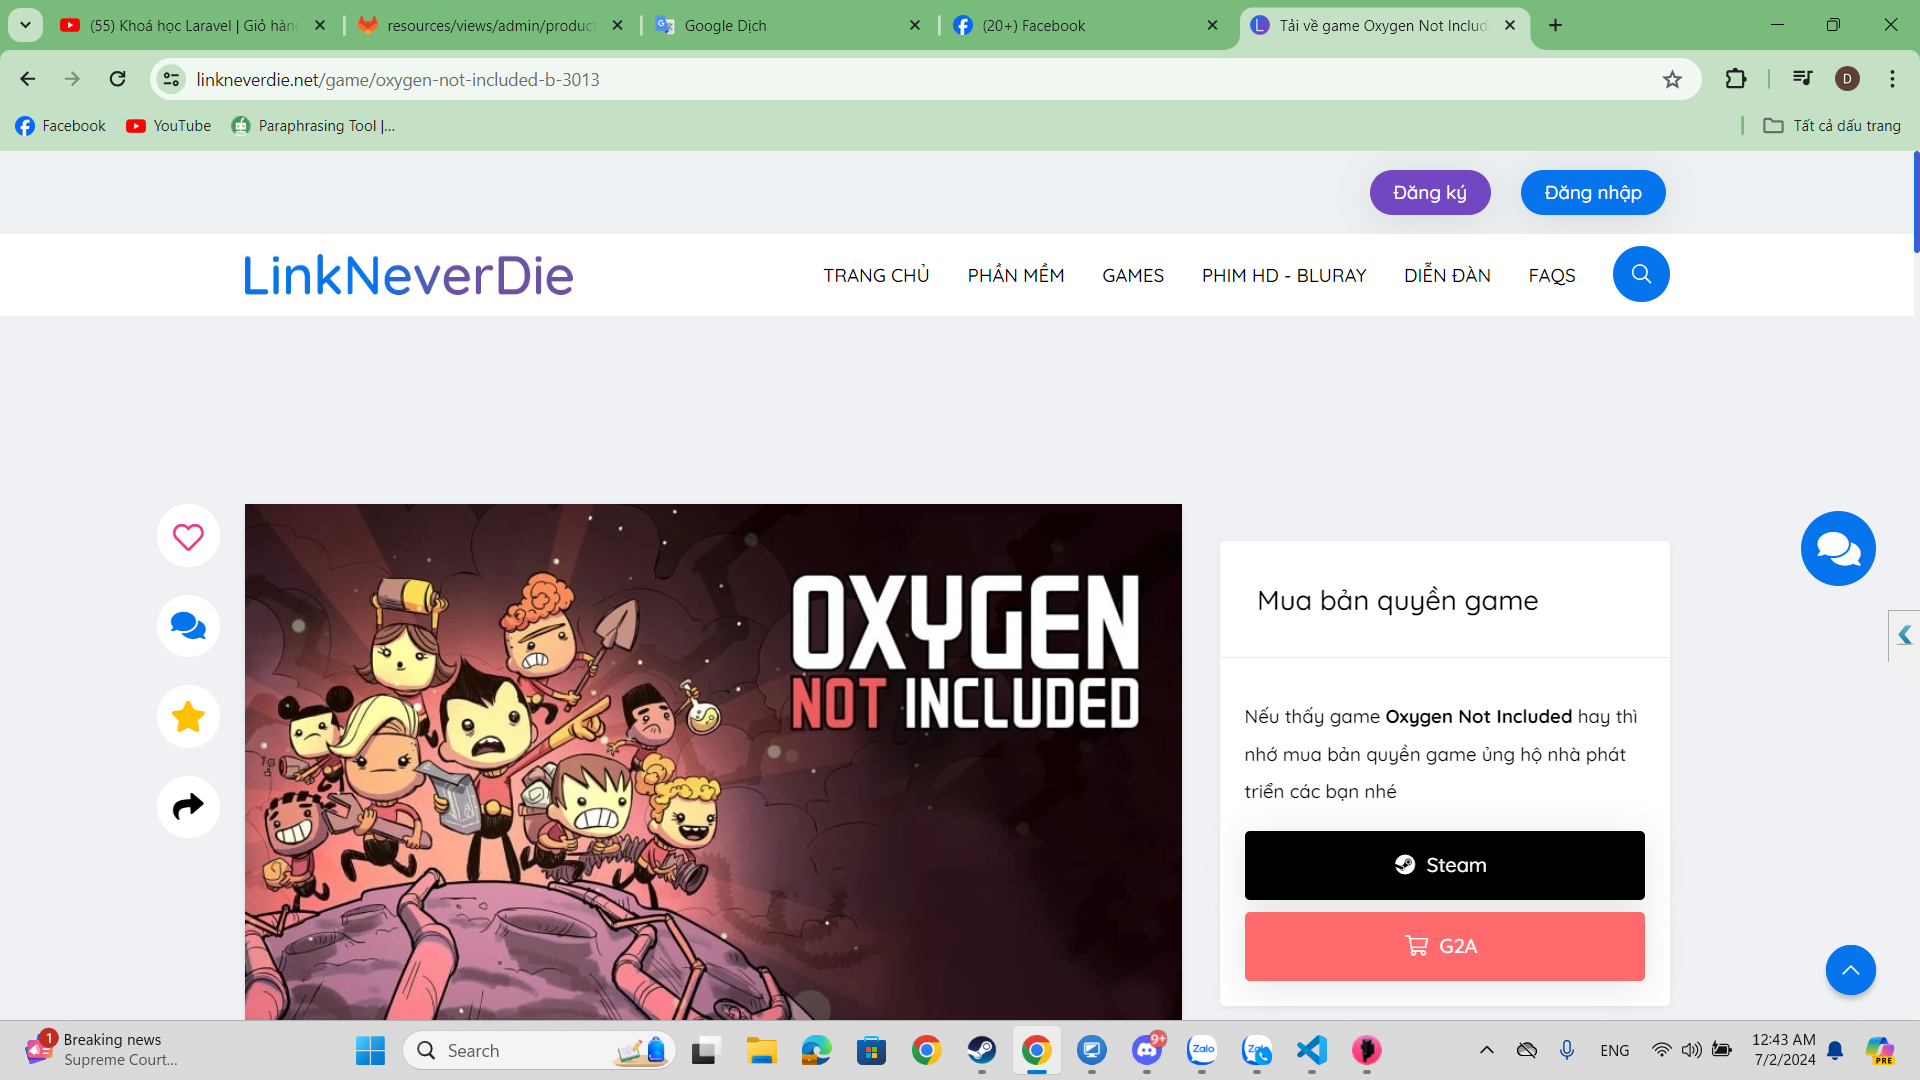 (55) Khoá học Laravel | Giỏ hàng
resources/views/admin/product
Google Dịch
(20+) Facebook
Tải về game Oxygen Not Includ
linkneverdie.net/game/oxygen-not-included-b-3013
D
Facebook
YouTube
Paraphrasing Tool |...
Tất cả dấu trang
Đăng ký
Đăng nhập
LinkNeverDie
TRANG CHỦ
PHẦN MỀM
GAMES
PHIM HD - BLURAY
DIỄN ĐÀN
FAQS
OXYGEN
NOT INCLUDED
Mua bản quyền game
Nếu thấy game Oxygen Not Included hay thì
nhớ mua bản quyền game ủng hộ nhà phát
triển các bạn nhé
Steam
G2A
1
Breaking news
Supreme Court...
Search
9+
Zalo
ENG
12:43 AM
7/2/2024
PRE